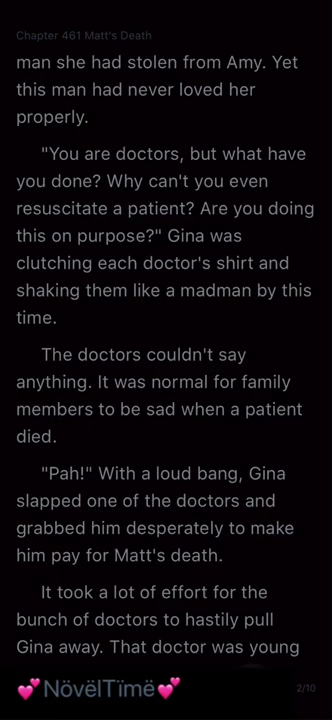 Chapter 461 Matt's Death
man she had stolen from Amy. Yet
this man had never loved her
properly.
"You are doctors, but what have
you done? Why can't you even
resuscitate a patient? Are you doing
this on purpose?" Gina was
clutching each doctor's shirt and
shaking them like a madman by this
time.
The doctors couldn't say
anything. It was normal for family
members to be sad when a patient
died.
"Pah!" With a loud bang, Gina
slapped one of the doctors and
grabbed him desperately to make
him pay for Matt's death.
It took a lot of effort for the
bunch of doctors to hastily pull
Gina away. That doctor was young
💕NövëlTïmë💕
2/10